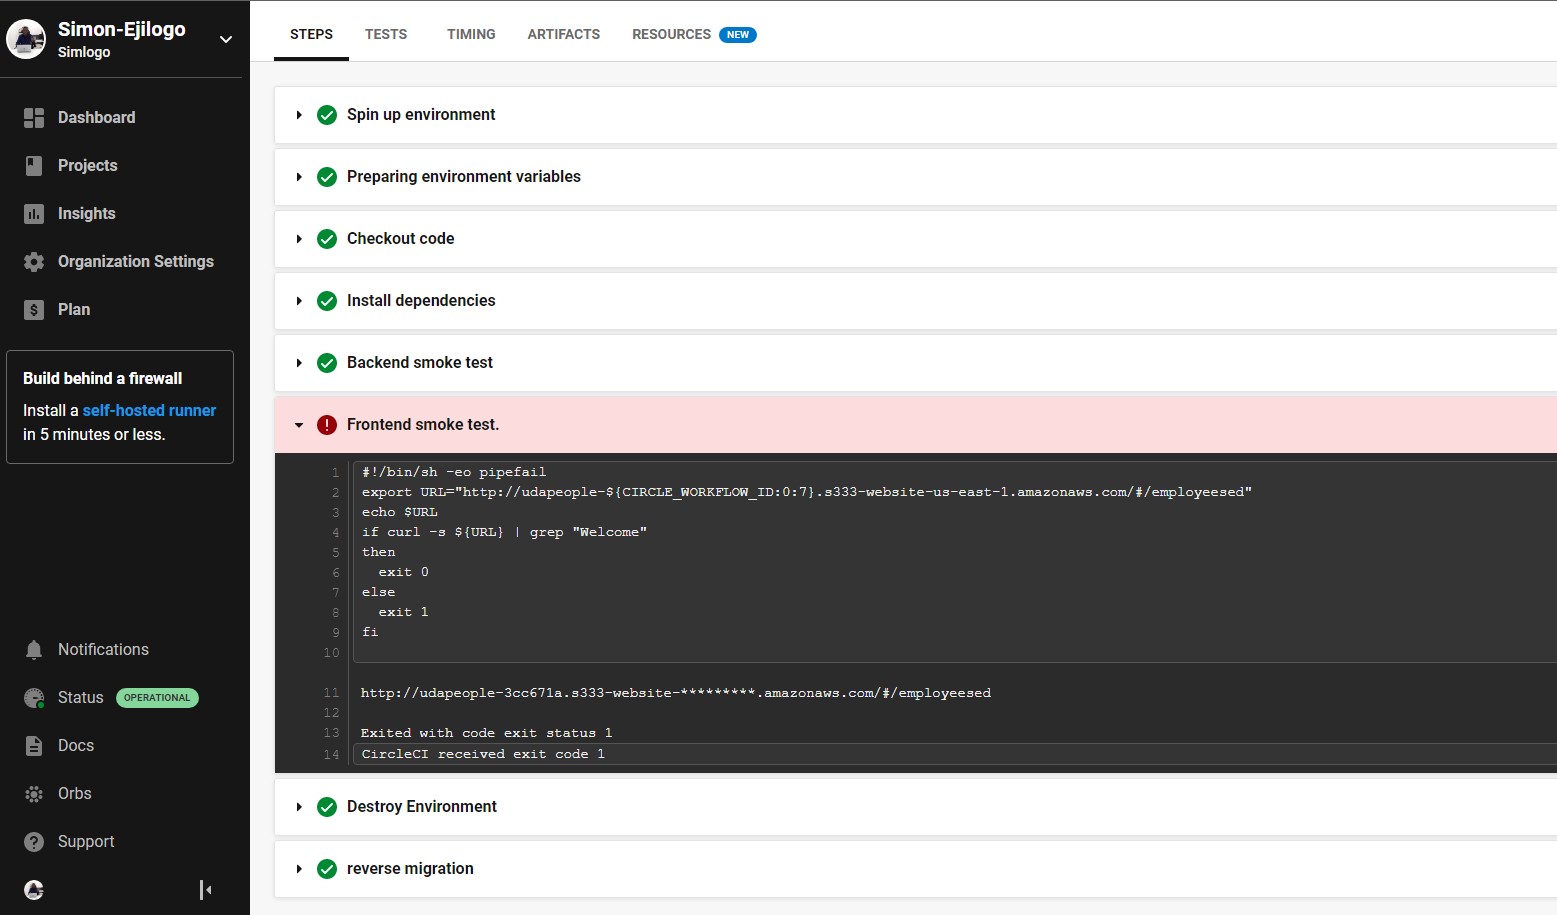 Simon-Ejilogo
Simlogo
Dashboard
Projects
Insights
Organization Settings
Plan
Build behind a firewall
Install a self-hosted runner
in 5 minutes or less.
Notifications
Status OPERATIONAL
Docs
Orbs
Support
STEPS TESTS TIMING ARTIFACTS RESOURCES NEW
Spin up environment
Preparing environment variables
Checkout code
Install dependencies
Backend smoke test
Frontend smoke test.
1 #!/bin/sh -eo pipefail
2 export URL="http://udapeople-${CIRCLE_WORKFLOW_ID:0:7}.s333-website-us-east-1.amazonaws.com/#/employeesed"
3 echo $URL
4 if curl -s ${URL} | grep "Welcome"
5 then
6 exit 0
7 else
8 exit 1
9 fi
10
11 http://udapeople-3cc671a.s333-website-*********.amazonaws.com/#/employeesed
12
13 Exited with code exit status 1
14 CircleCI received exit code 1
Destroy Environment
reverse migration